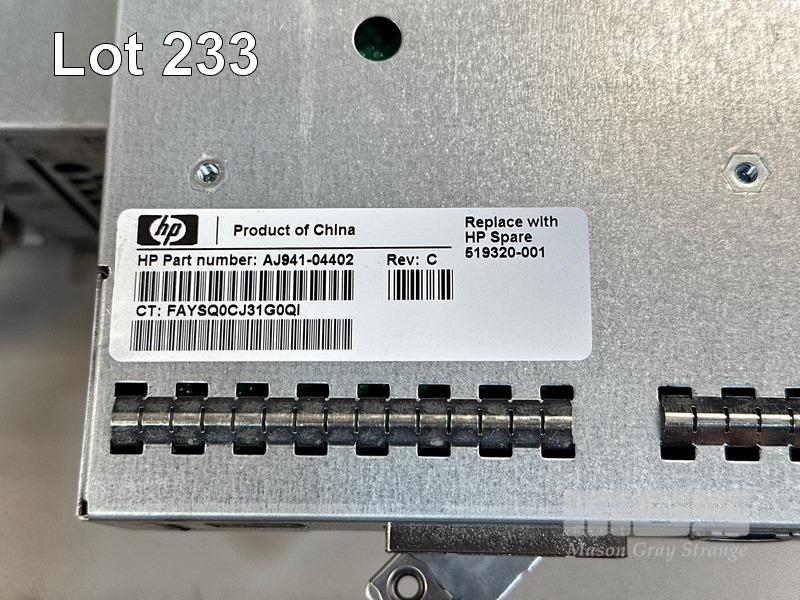 Lot 233
hp
Product of China
Replace with
HP Spare
519320-001
HP Part number: AJ941-04402
Rev: C
CT: FAYSQ0CJ31G0QI
Mason Gray Strange